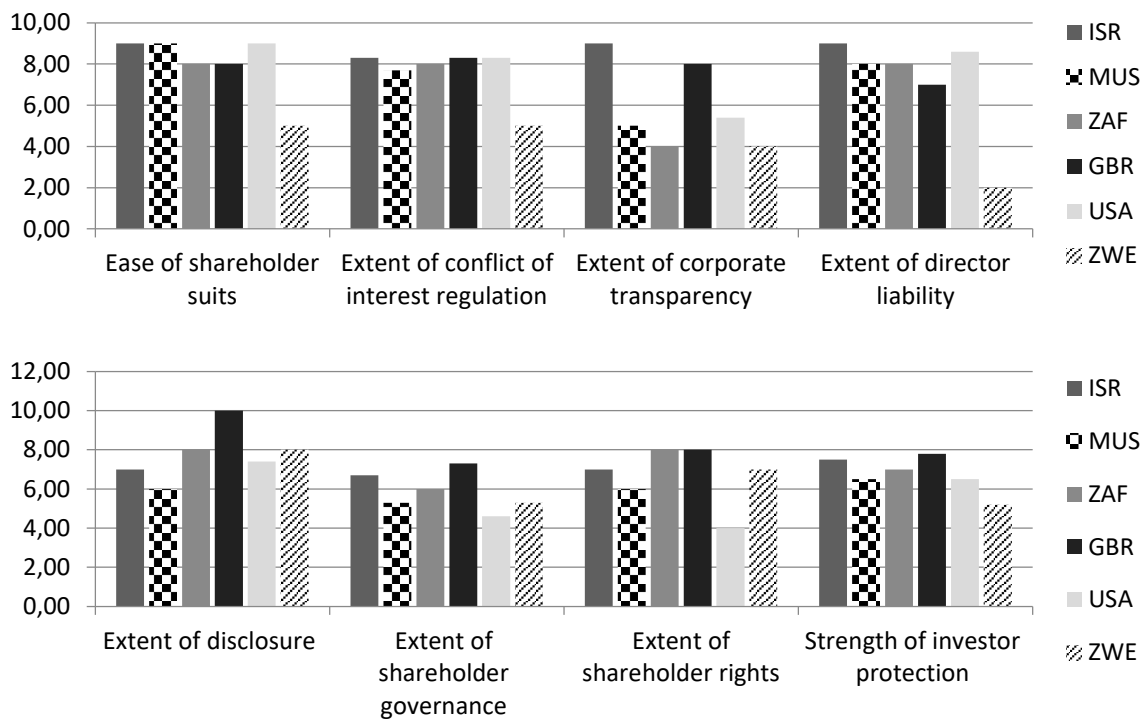 10,00
8,00
6,00
4,00
2,00
0,00
Ease of shareholder
suits
Extent of conflict of
interest regulation
Extent of corporate
transparency
Extent of director
liability
ISR
MUS
ZAF
GBR
USA
ZWE
12,00
10,00
8,00
6,00
4,00
2,00
0,00
Extent of disclosure
Extent of
shareholder
governance
Extent of
shareholder rights
Strength of investor
protection
ISR
MUS
ZAF
GBR
USA
ZWE